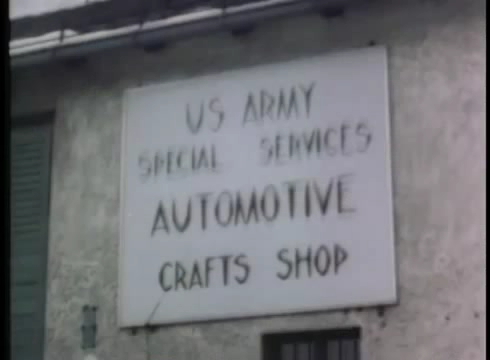 US ARMY
SPECIAL SERVICES
AUTOMOTIVE
CRAFTS SHOP